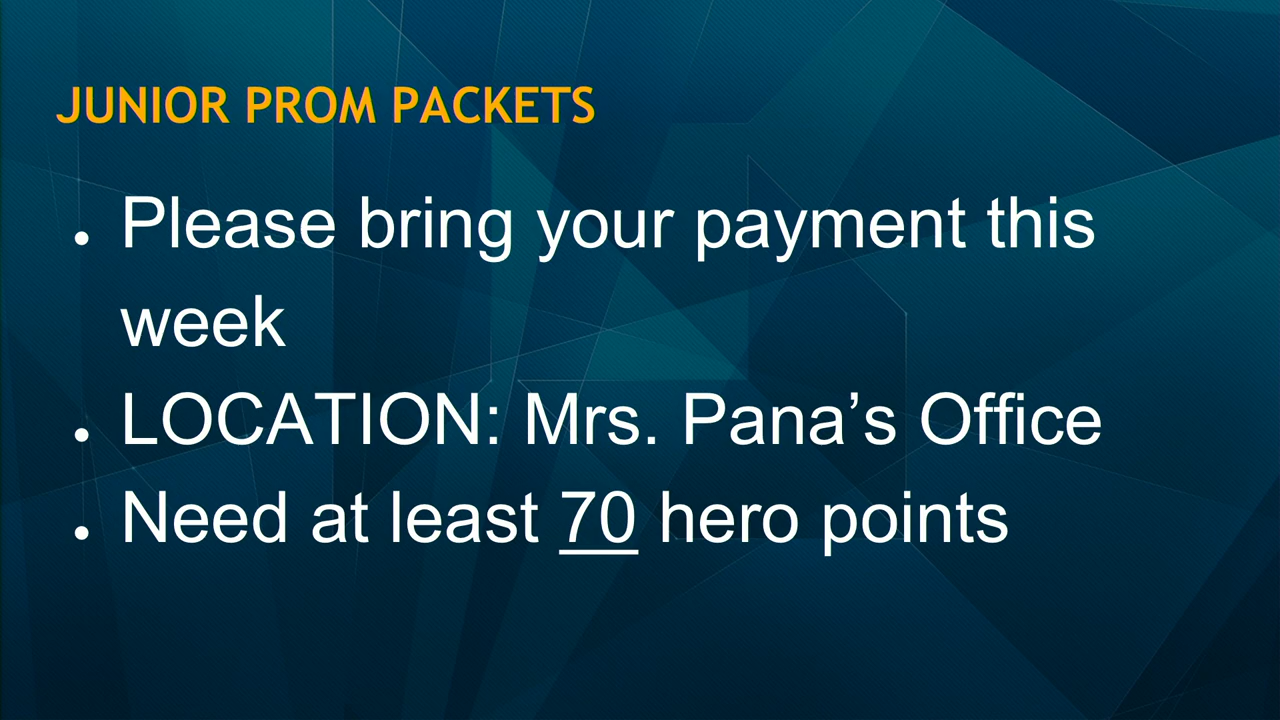 JUNIOR PROM PACKETS
• Please bring your payment this
week
• LOCATION: Mrs. Pana’s Office
• Need at least 70 hero points